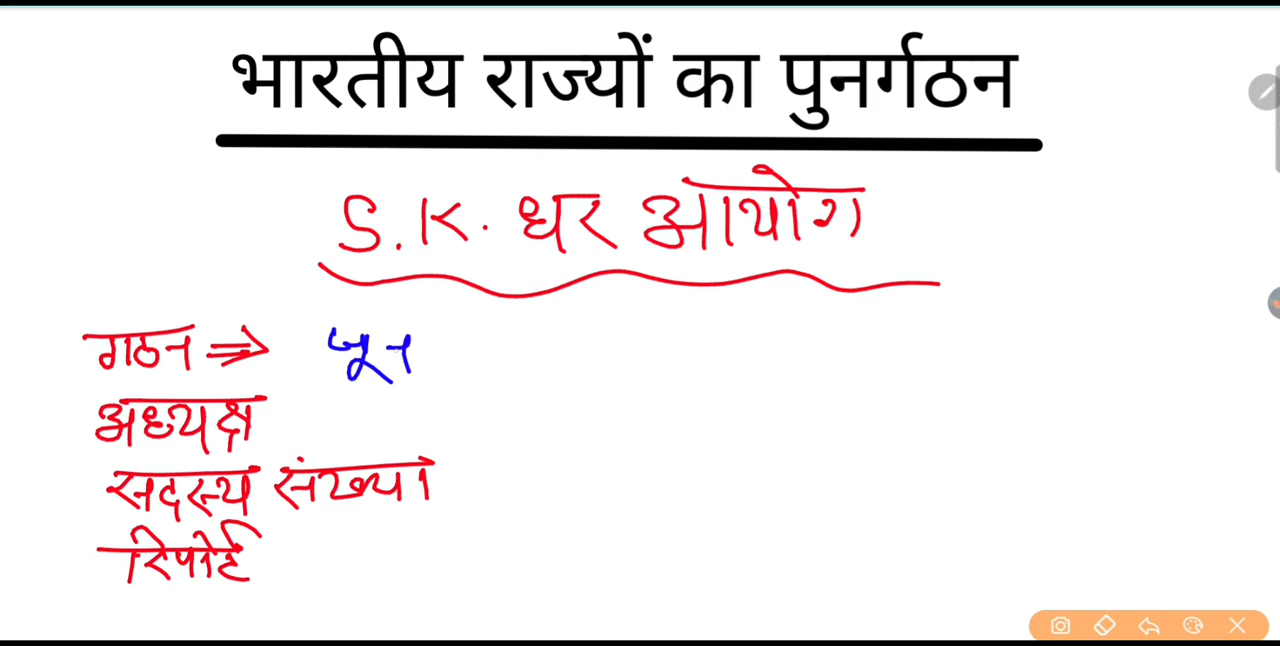 भारतीय राज्यों का पुनर्गठन
S.K. धर आयोग
गठन ⇒ जून
अध्यक्ष
सदस्य संख्या
रिपोर्ट